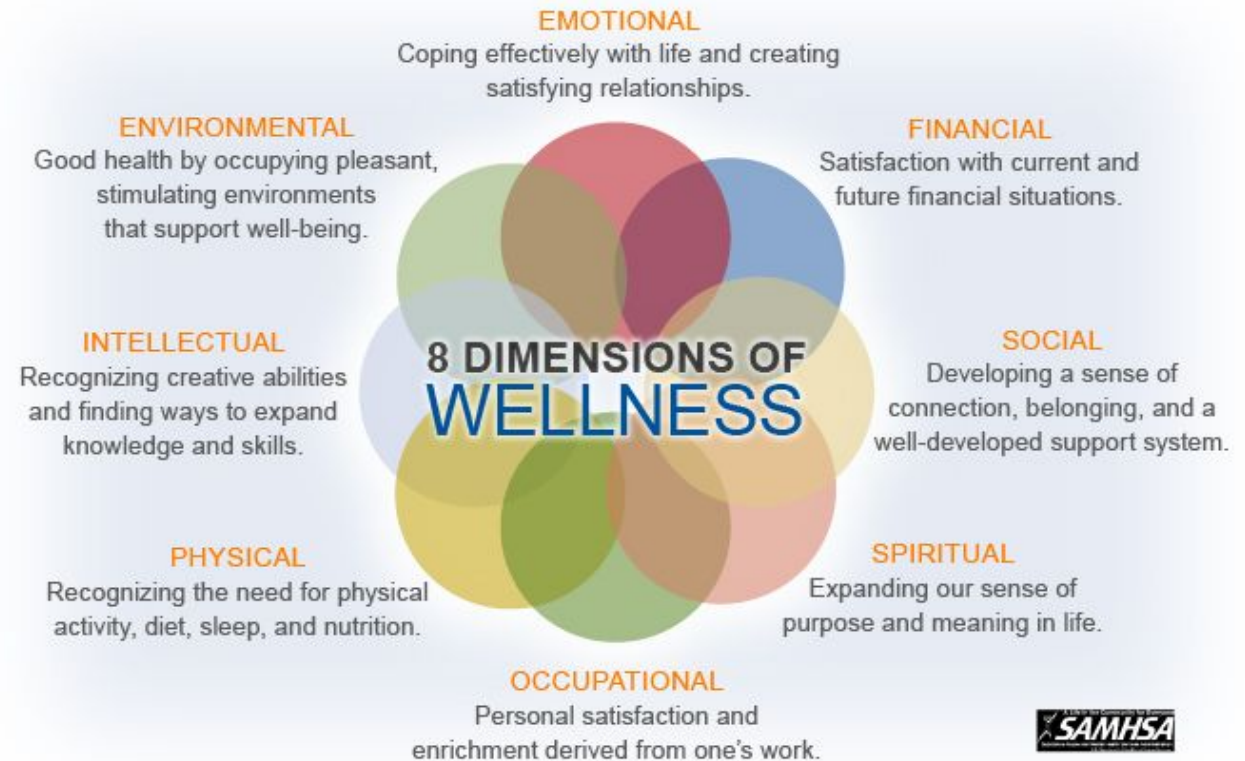 EMOTIONAL
Coping effectively with life and creating
satisfying relationships.
FINANCIAL
Satisfaction with current and
future financial situations.
SOCIAL
Developing a sense of
connection, belonging, and a
well-developed support system.
SPIRITUAL
Expanding our sense of
purpose and meaning in life.
OCCUPATIONAL
Personal satisfaction and
enrichment derived from one's work.
PHYSICAL
Recognizing the need for physical
activity, diet, sleep, and nutrition.
INTELLECTUAL
Recognizing creative abilities
and finding ways to expand
knowledge and skills.
ENVIRONMENTAL
Good health by occupying pleasant,
stimulating environments
that support well-being.
8 DIMENSIONS OF
WELLNESS
SAMHSA